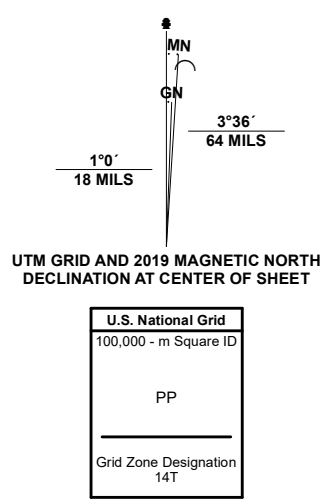 MN
GN
3°36´
64 MILS
1°0´
18 MILS
UTM GRID AND 2019 MAGNETIC NORTH
DECLINATION AT CENTER OF SHEET
U.S. National Grid
100,000 - m Square ID
PP
Grid Zone Designation
14T